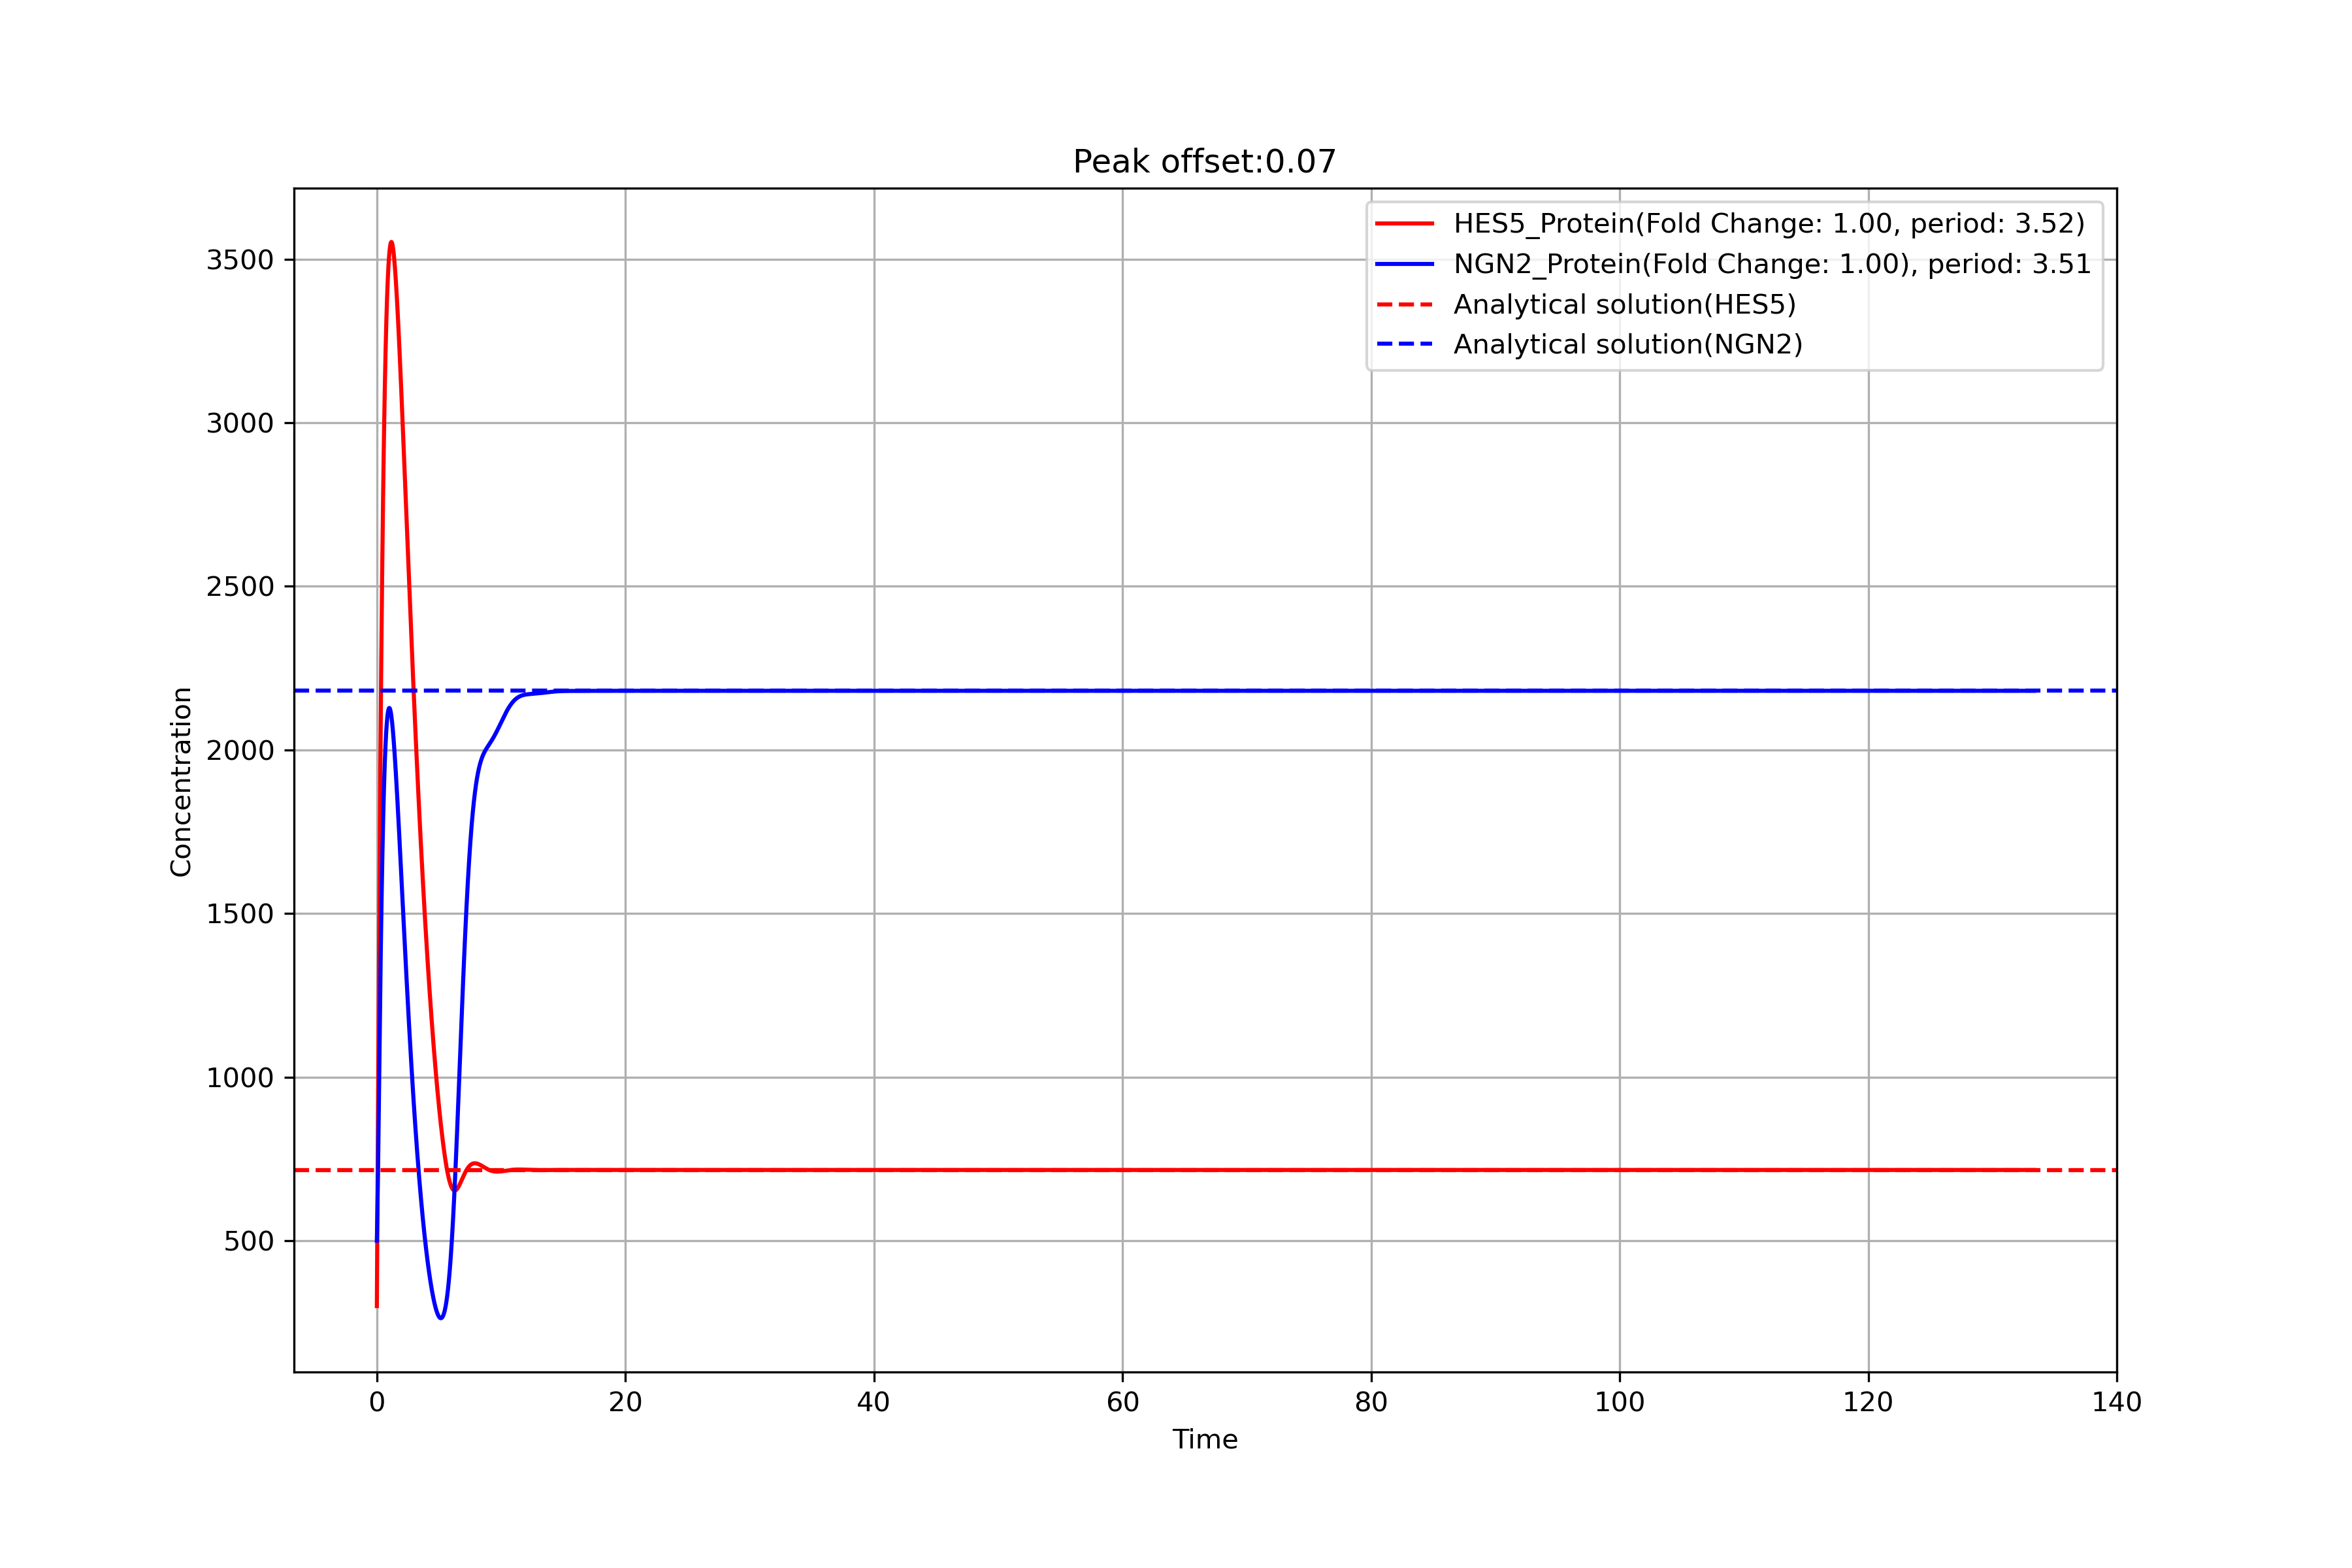 Peak offset:0.07
HES5_Protein(Fold Change: 1.00, period: 3.52)
NGN2_Protein(Fold Change: 1.00), period: 3.51
Analytical solution(HES5)
Analytical solution(NGN2)
3500
3000
2500
2000
1500
1000
500
Concentration
0 20 40 60 80 100 120 140
Time